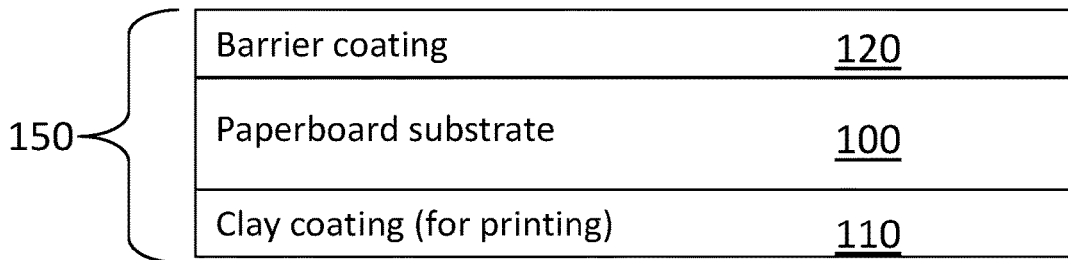 Barrier coating 120
150 Paperboard substrate 100
Clay coating (for printing) 110